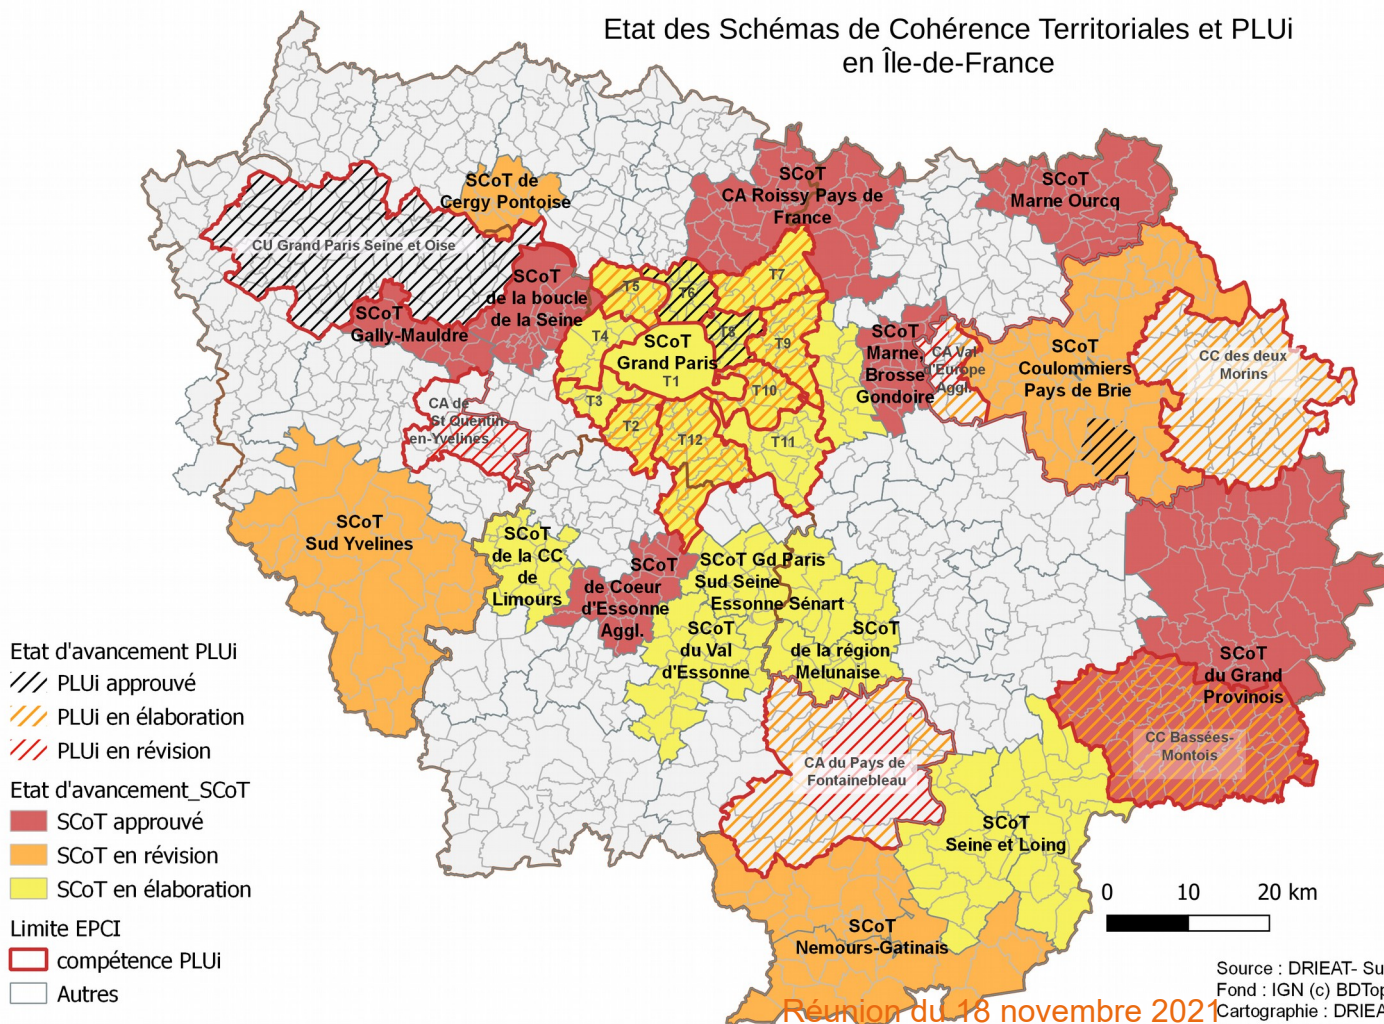 Etat des Schémas de Cohérence Territoriales et PLUi
en Île-de-France
SCoT de
Cergy Pontoise
CU Grand Paris Seine et Oise
SCoT
CA Roissy Pays de
France
SCoT
Marne Ourcq
SCoT
de la boucle
de la Seine
SCoT
Gally-Mauldre
T5
T6
T7
T4
T8
T9
SCoT
Grand Paris
T1
T3
T10
T2
T12
T11
SCoT
Marne,
Brosse
Gondoire
CA Val
d'Europe
Aggl.
SCoT
Coulommiers
Pays de Brie
CC des deux
Morins
CA de
St Quentin-
en-Yvelines
SCoT
Sud Yvelines
SCoT
de la CC
de
Limours
SCoT
de Coeur
d'Essonne
Aggl.
SCoT Gd Paris
Sud Seine
Essonne Sénart
SCoT
du Val
d'Essonne
SCoT
de la région
Melunaise
SCoT
du Grand
Provinois
CC Bassées-
Montois
CA du Pays de
Fontainebleau
SCoT
Seine et Loing
SCoT
Nemours-Gatinais
Etat d'avancement PLUi
PLUi approuvé
PLUi en élaboration
PLUi en révision
Etat d'avancement_SCoT
SCoT approuvé
SCoT en révision
SCoT en élaboration
Limite EPCI
compétence PLUi
Autres
0 10 20 km
Source : DRIEAT- Su
Fond : IGN (c) BDTop
Cartographie : DRIEA
Réunion du 18 novembre 2021